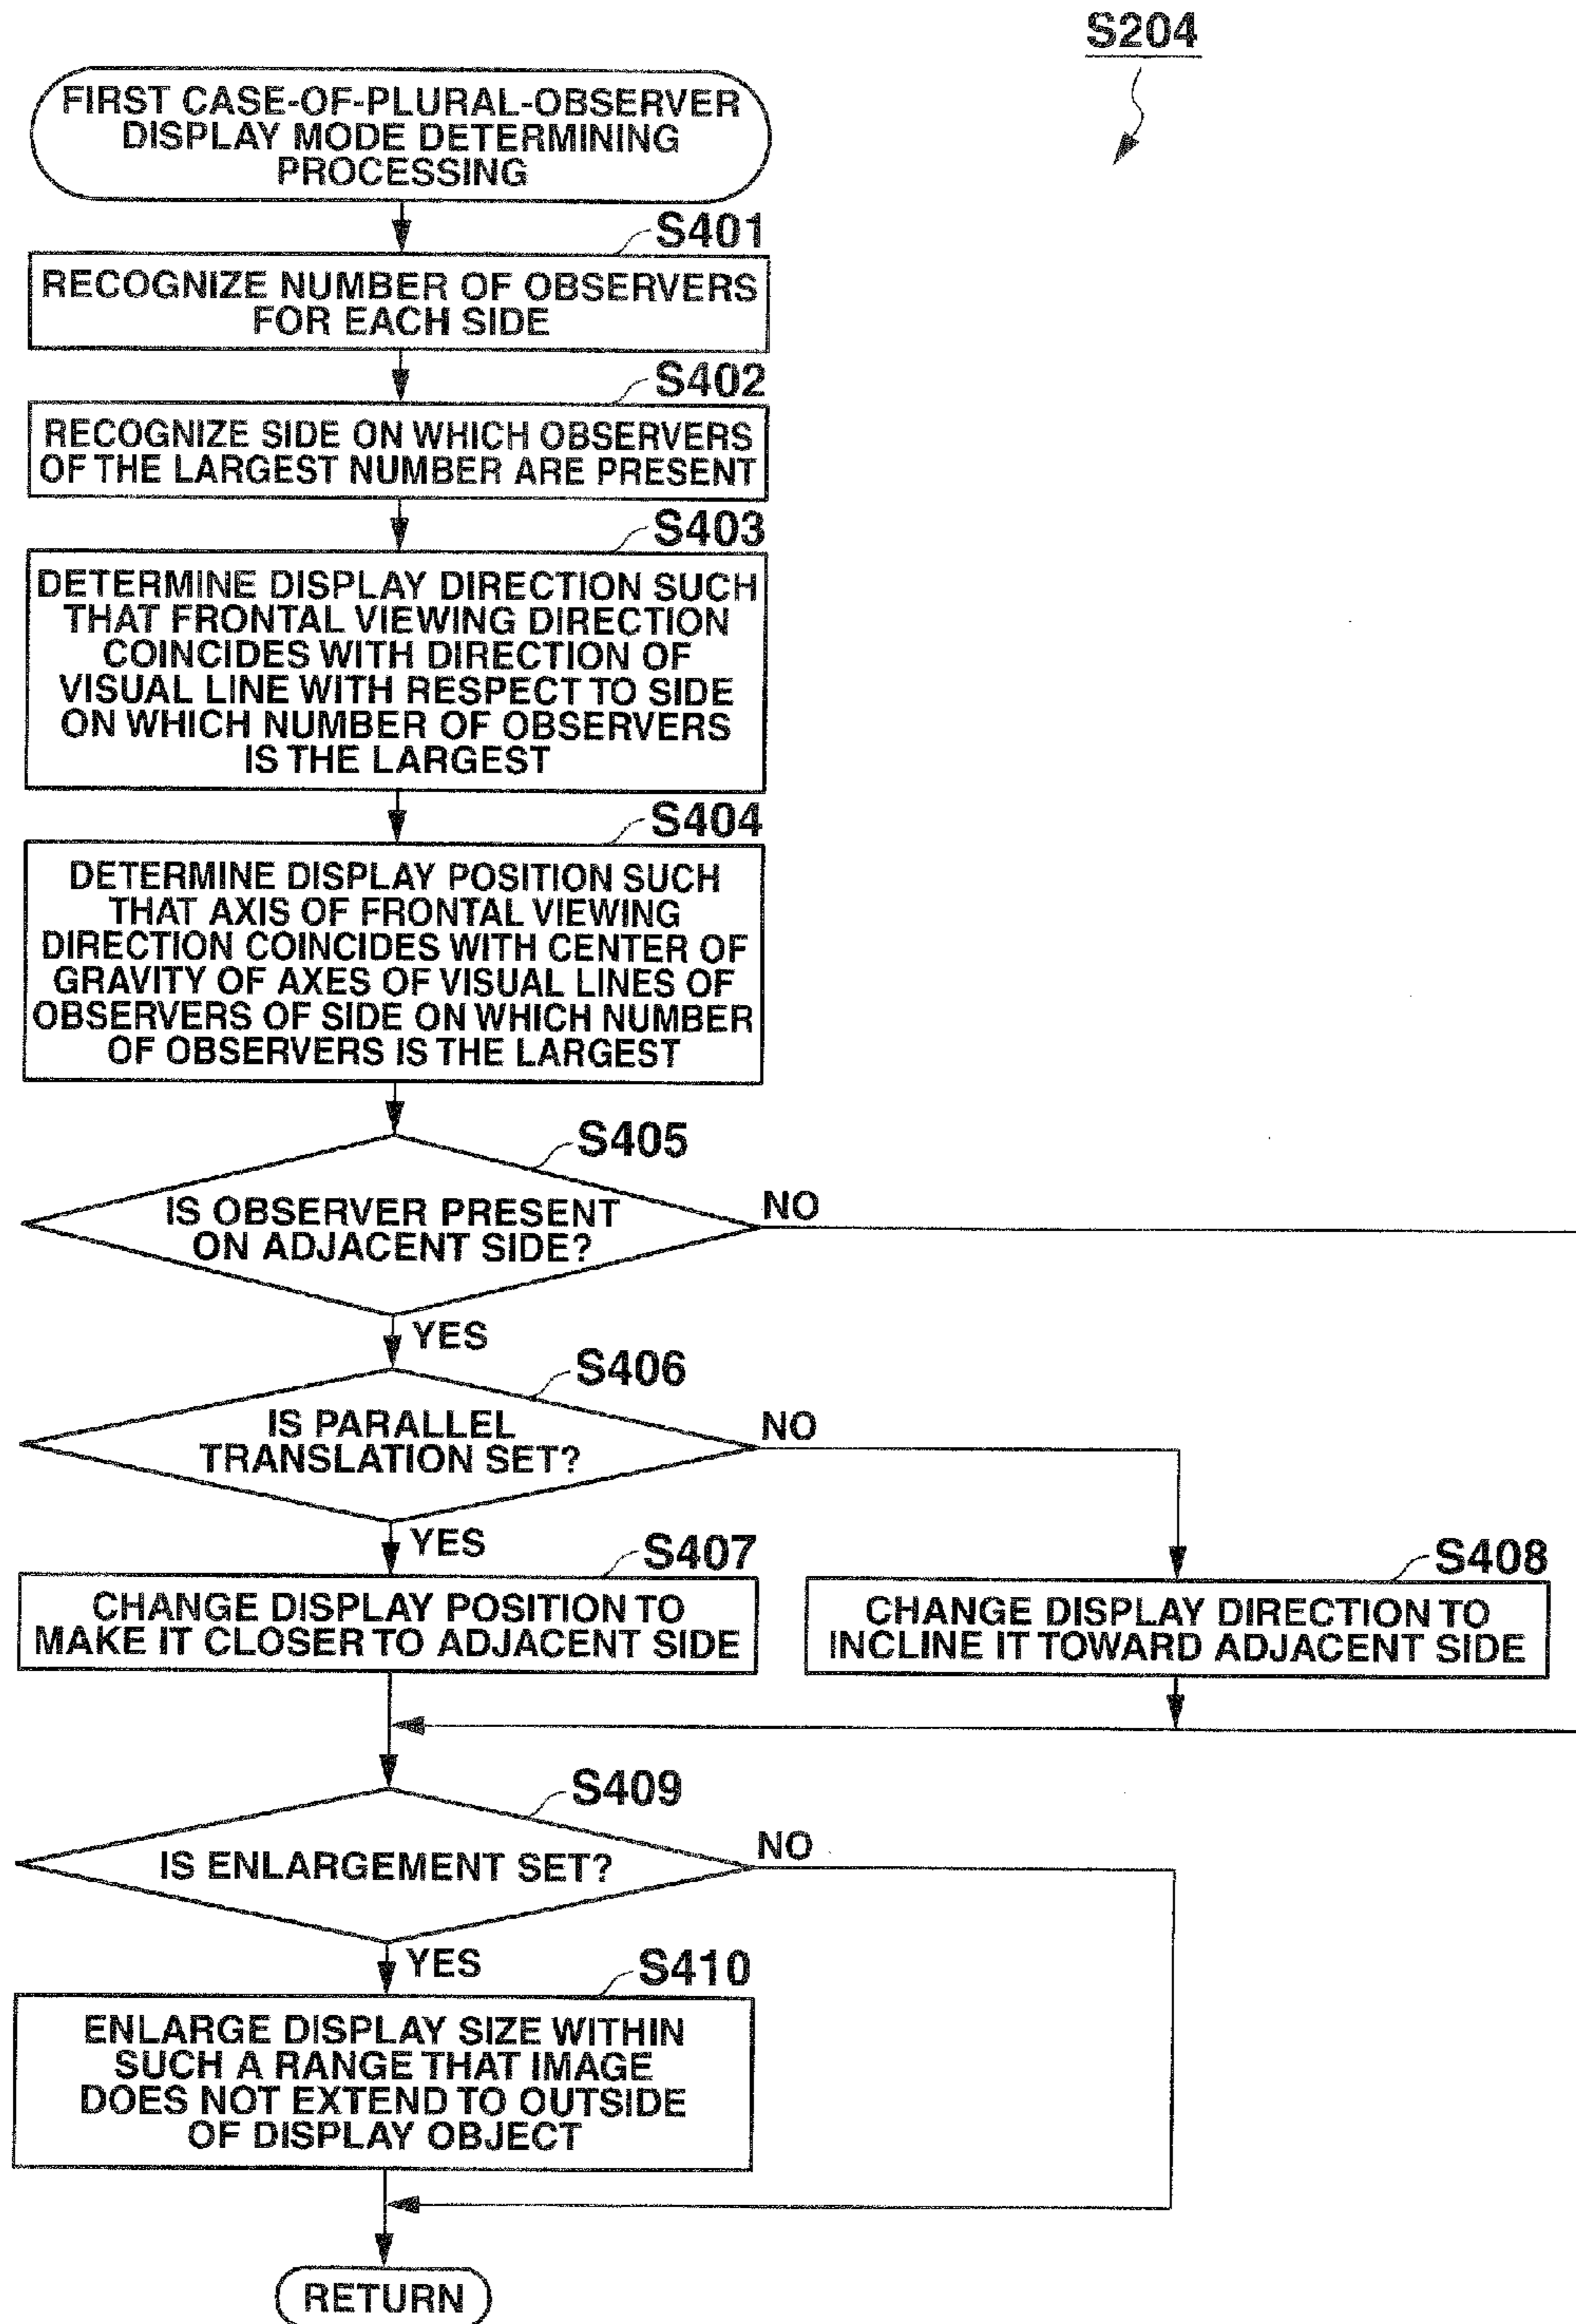 S204
FIRST CASE-OF-PLURAL-OBSERVER
DISPLAY MODE DETERMINING
PROCESSING
S401
RECOGNIZE NUMBER OF OBSERVERS
FOR EACH SIDE
S402
RECOGNIZE SIDE ON WHICH OBSERVERS
OF THE LARGEST NUMBER ARE PRESENT
S403
DETERMINE DISPLAY DIRECTION SUCH
THAT FRONTAL VIEWING DIRECTION
COINCIDES WITH DIRECTION OF
VISUAL LINE WITH RESPECT TO SIDE
ON WHICH NUMBER OF OBSERVERS
IS THE LARGEST
S404
DETERMINE DISPLAY POSITION SUCH
THAT AXIS OF FRONTAL VIEWING
DIRECTION COINCIDES WITH CENTER OF
GRAVITY OF AXES OF VISUAL LINES OF
OBSERVERS OF SIDE ON WHICH NUMBER
OF OBSERVERS IS THE LARGEST
S405
IS OBSERVER PRESENT
ON ADJACENT SIDE?
NO
YES
S406
IS PARALLEL
TRANSLATION SET?
NO
YES
S407
CHANGE DISPLAY POSITION TO
MAKE IT CLOSER TO ADJACENT SIDE
S408
CHANGE DISPLAY DIRECTION TO
INCLINE IT TOWARD ADJACENT SIDE
S409
IS ENLARGEMENT SET?
NO
YES
S410
ENLARGE DISPLAY SIZE WITHIN
SUCH A RANGE THAT IMAGE
DOES NOT EXTEND TO OUTSIDE
OF DISPLAY OBJECT
RETURN